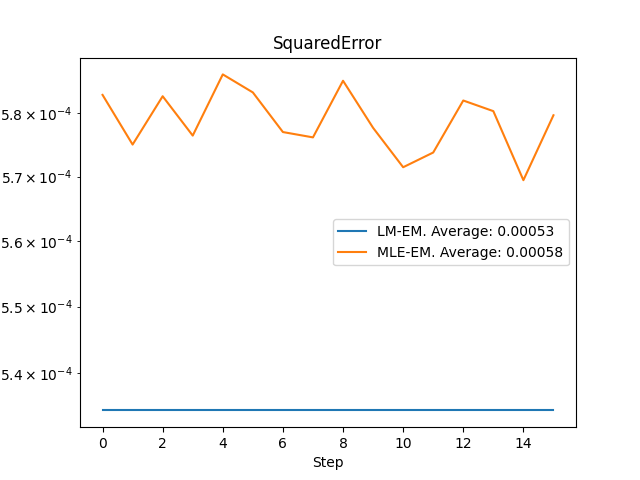 SquaredError
5.8 × 10⁻⁴
5.7 × 10⁻⁴
5.6 × 10⁻⁴
5.5 × 10⁻⁴
5.4 × 10⁻⁴
LM-EM. Average: 0.00053
MLE-EM. Average: 0.00058
0 2 4 6 8 10 12 14
Step